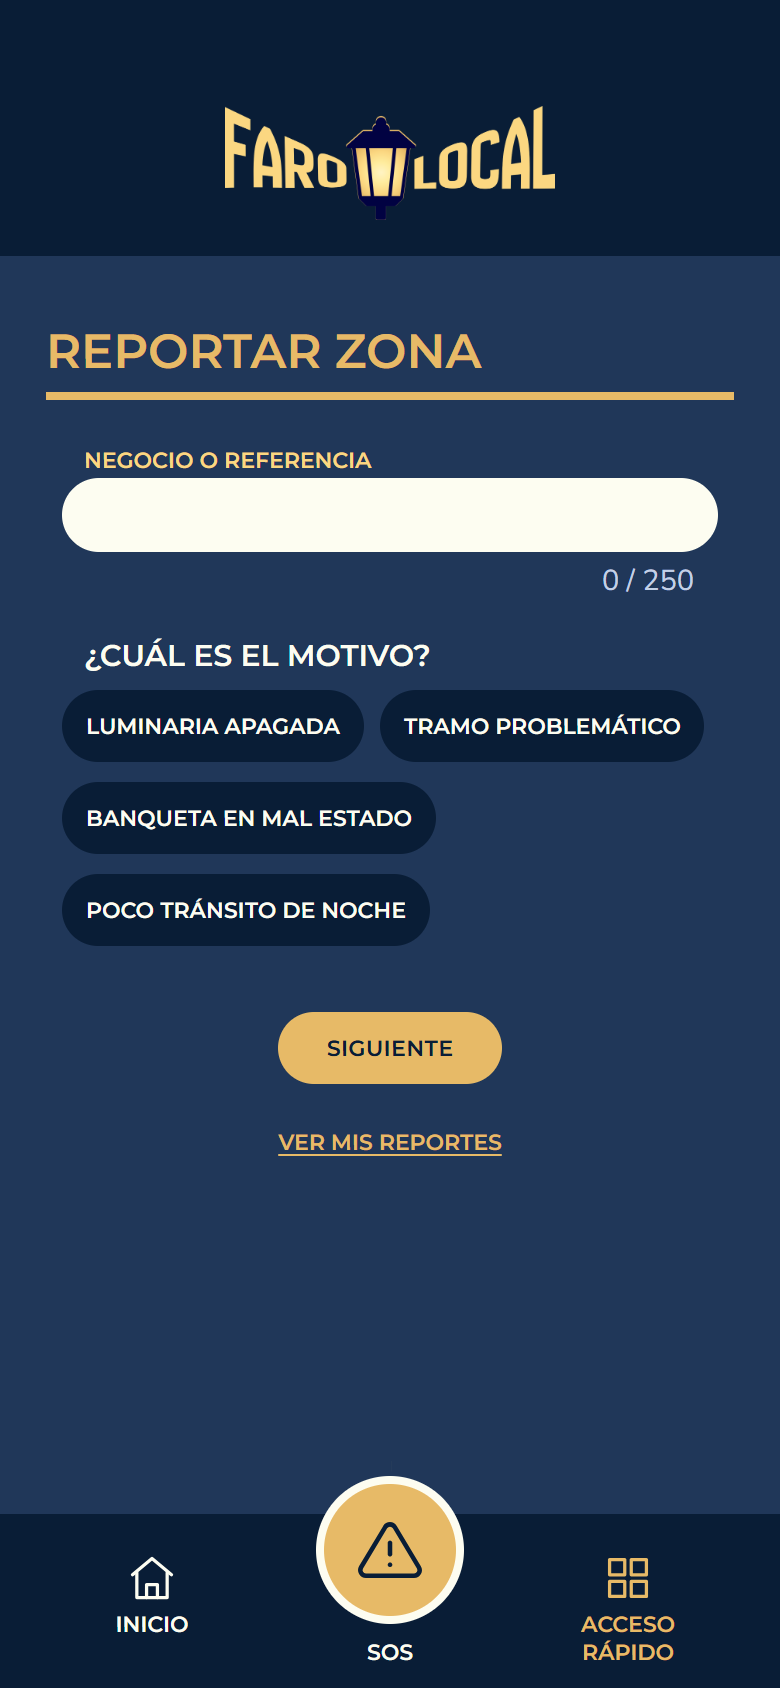 FARO LOCAL
REPORTAR ZONA
NEGOCIO O REFERENCIA
0 / 250
¿CUÁL ES EL MOTIVO?
LUMINARIA APAGADA
TRAMO PROBLEMÁTICO
BANQUETA EN MAL ESTADO
POCO TRÁNSITO DE NOCHE
SIGUIENTE
VER MIS REPORTES
INICIO
SOS
ACCESO
RÁPIDO